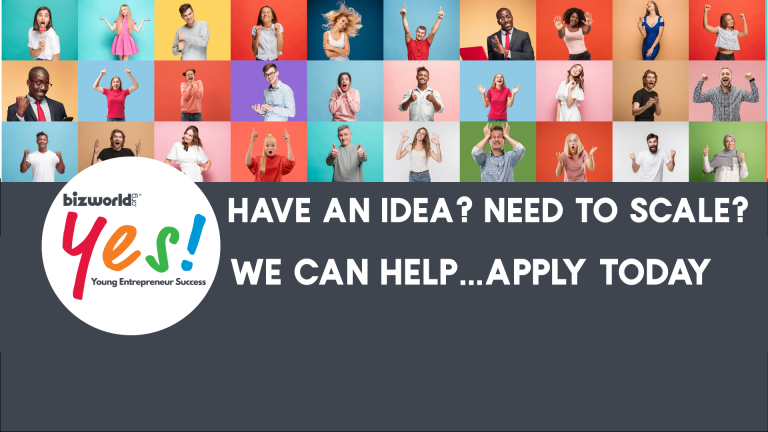 bizworld.org®
Yes!
Young Entrepreneur Success
HAVE AN IDEA? NEED TO SCALE?
WE CAN HELP...APPLY TODAY